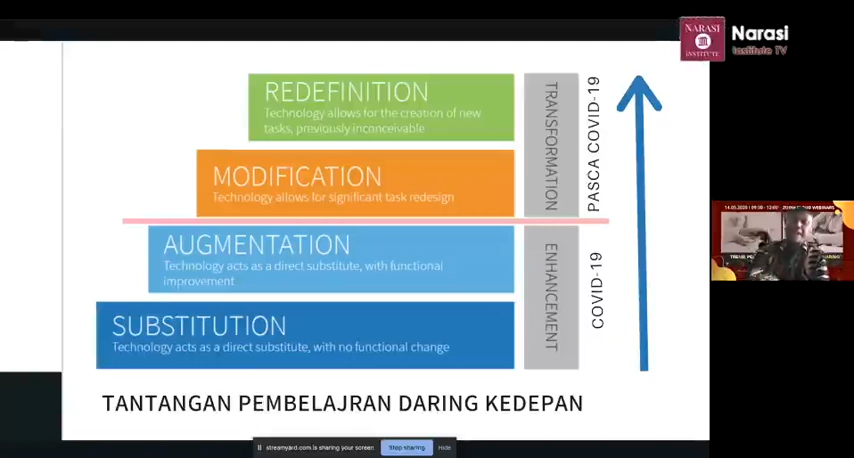 NARASI
INSTITUTE
Narasi
Institute TV
REDEFINITION
Technology allows for the creation of new
tasks, previously inconceivable
MODIFICATION
Technology allows for significant task redesign
TRANSFORMATION
PASCA COVID-19
AUGMENTATION
Technology acts as a direct substitute, with functional
improvement
SUBSTITUTION
Technology acts as a direct substitute, with no functional change
ENHANCEMENT
COVID-19
TANTANGAN PEMBELAJRAN DARING KEDEPAN
streamyard.com is sharing your screen
Stop sharing
Hide